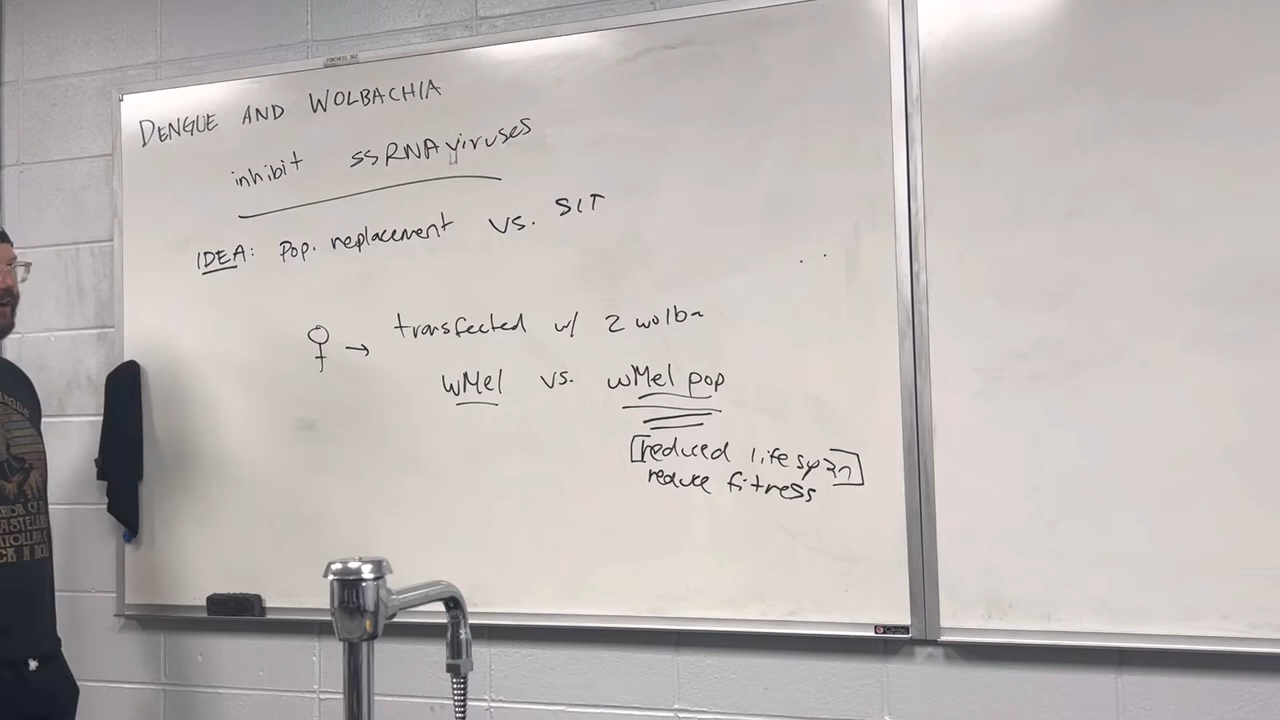 DENGUE AND WOLBACHIA
inhibit ssRNA viruses
IDEA: Pop. replacement vs. SIT
♀ → transfected w/ 2 wolba
wMel vs. wMel pop
[reduced lifespan]
reduce fitness